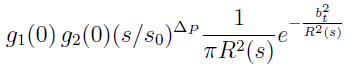 $g_1(0)\, g_2(0)(s/s_0)^{\Delta_P} \frac{1}{\pi R^2(s)} e^{-\frac{b_t^2}{R^2(s)}}$